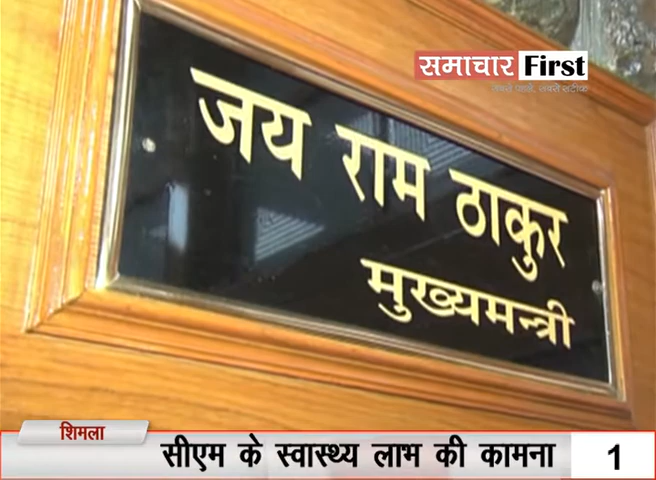 समाचार First
जय राम ठाकुर
मुख्यमन्त्री
शिमला
सीएम के स्वास्थ्य लाभ की कामना 1